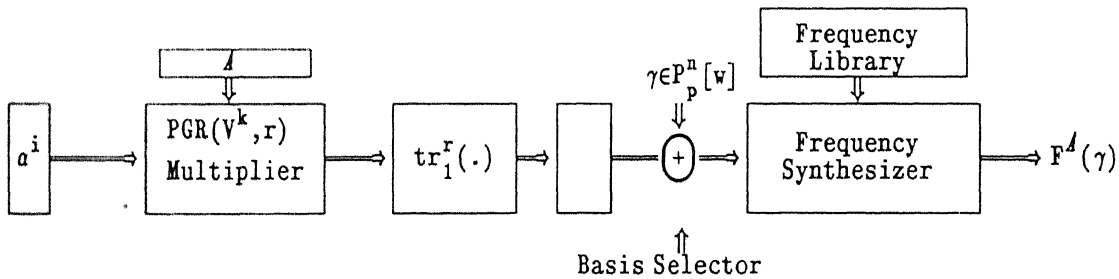 Λ
Frequency
Library
γ∈P_p^n[w]
α^i
PGR(V^k,r)
Multiplier
tr_1^r(.)
+
Frequency
Synthesizer
F^Λ(γ)
Basis Selector